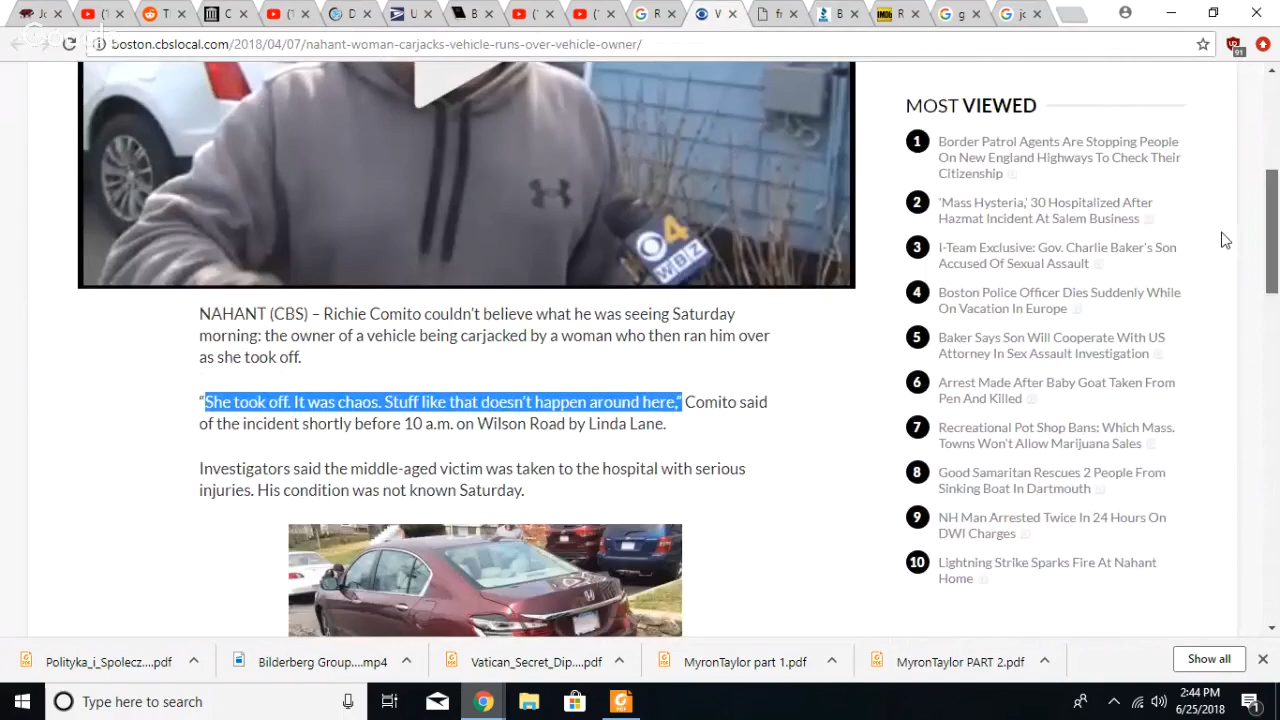 (T
T
C
(T
D
U
(
(
R
fi
B
R
g
jc
boston.cbslocal.com/2018/04/07/nahant-woman-carjacks-vehicle-runs-over-vehicle-owner/
91
4
WBZ
NAHANT (CBS) – Richie Comito couldn't believe what he was seeing Saturday
morning: the owner of a vehicle being carjacked by a woman who then ran him over
as she took off.
“She took off. It was chaos. Stuff like that doesn't happen around here,” Comito said
of the incident shortly before 10 a.m. on Wilson Road by Linda Lane.
Investigators said the middle-aged victim was taken to the hospital with serious
injuries. His condition was not known Saturday.
MOST VIEWED
1 Border Patrol Agents Are Stopping People
On New England Highways To Check Their
Citizenship
2 'Mass Hysteria,' 30 Hospitalized After
Hazmat Incident At Salem Business
3 I-Team Exclusive: Gov. Charlie Baker's Son
Accused Of Sexual Assault
4 Boston Police Officer Dies Suddenly While
On Vacation In Europe
5 Baker Says Son Will Cooperate With US
Attorney In Sex Assault Investigation
6 Arrest Made After Baby Goat Taken From
Pen And Killed
7 Recreational Pot Shop Bans: Which Mass.
Towns Won't Allow Marijuana Sales
8 Good Samaritan Rescues 2 People From
Sinking Boat In Dartmouth
9 NH Man Arrested Twice In 24 Hours On
DWI Charges
10 Lightning Strike Sparks Fire At Nahant
Home
Polityka_i_Spolecz....pdf
Bilderberg Group....mp4
Vatican_Secret_Dip....pdf
MyronTaylor part 1.pdf
MyronTaylor PART 2.pdf
Show all
Type here to search
2:44 PM
6/25/2018
1